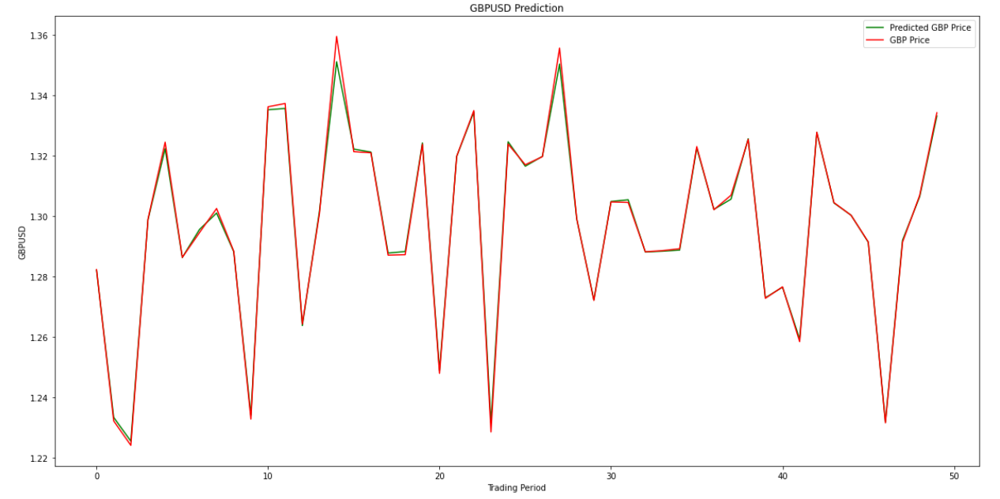 GBPUSD Prediction
Predicted GBP Price
GBP Price
1.36
1.34
1.32
1.30
1.28
1.26
1.24
1.22
GBPUSD
0 10 20 30 40 50
Trading Period